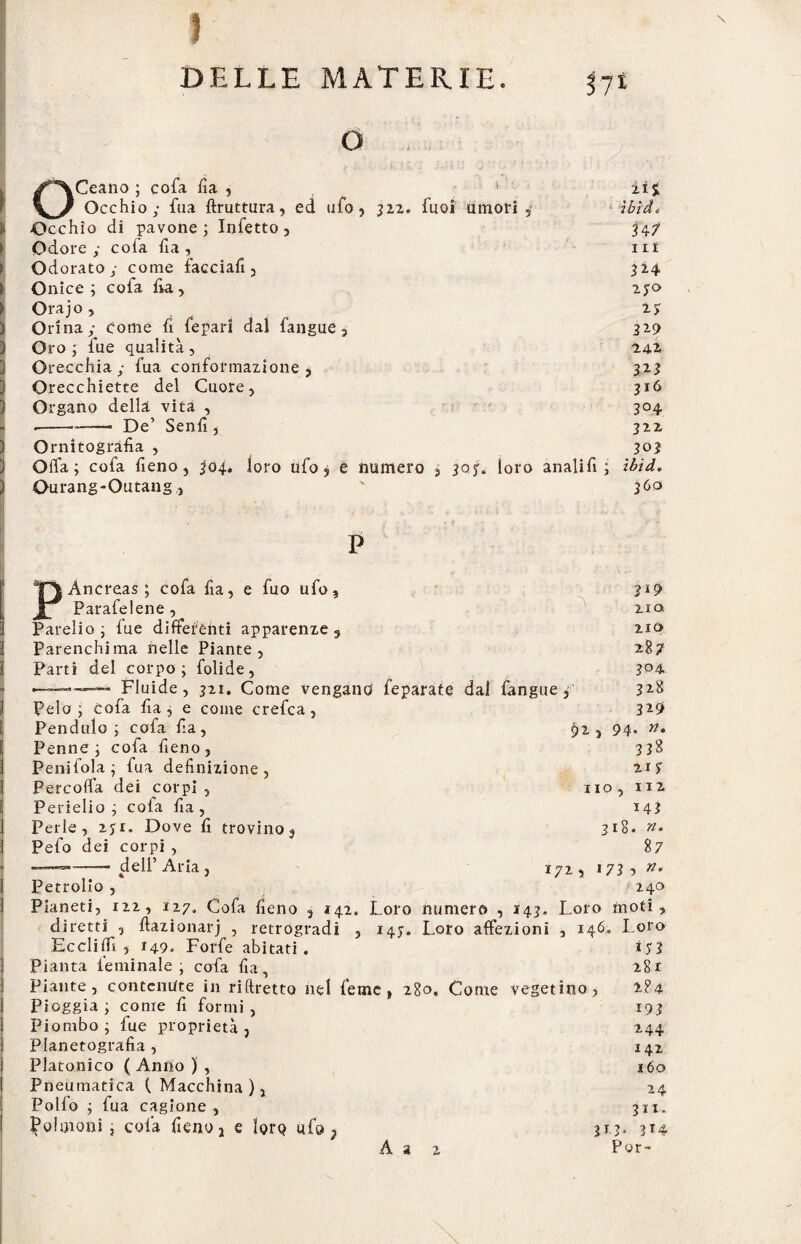 DELLE MATERIE. 371
O
OCeano ; cofa fia , 215
Occhio ; fua ftruttura, ed ufo, 322. fuoi umori , ibid.
Occhio di pavone ; Infetto , 347
Odore ; cofa fia , 111
Odorato ; come facciafi , 324
Onice ; cofa fia , 250
Orajo , 25
Orina ; come fi fepari dal fangue , 329
Oro ; fue qualità , 242
Orecchia ; fua conformazione , 323
Orecchiette del Cuore, 316
Organo della vita , 304
——— De' Senfi , 322
Ornitografia , 303
Offa ; cofa fieno, 304. loro ufo, e numero , 305. loro analifi ; ibid.
Ourang-Outang , 360
P
PAncreas ; cofa fia, e fuo ufo, 319
Parafelene , 210
Parelio ; fue differenti apparenze , 210
Parenchima nelle Piante , 287
Parti del corpo ; folide, 304
——— Fluide, 321. Come vengano feparate dal fangue , 328
Pelo ; cofa fia , e come crefca, 329
Pendulo ; cofa fia, 92 , 94. n.
Penne ; cofa fieno, 338
Penifola ; fua definizione , 215
Percoffa dei corpi , 110 , 112
Perielio ; cofa fia , 143
Perle, 251. Dove fi trovino , 318. n.
Pefo dei corpi , 87
——— dell' Aria , 172 , 173 , n.
Petrolio , 240
Pianeti, 122 , 127. Cofa fieno , 142. Loro numero , 143. Loro moti ,
diretti , ftazionarj , retrogradi , 145. Loro affezioni , 146. Loro
Eccliffi , 149. Forfe abitati . 153
Pianta feminale ; cofa fia , 281
Piante , contenute in riftretto nel feme , 280. Come vegetino , 284
Pioggia ; come fi formi , 193
Piombo ; fue proprietà , 244
Planetografia , 142
Platonico ( Anno ) , 160
Pneumatica ( Macchina ) , 24
Polfo ; fua cagione , 311.
Polmoni ; cofa fieno , e loro ufo , 313. 314
A a 2 Por-